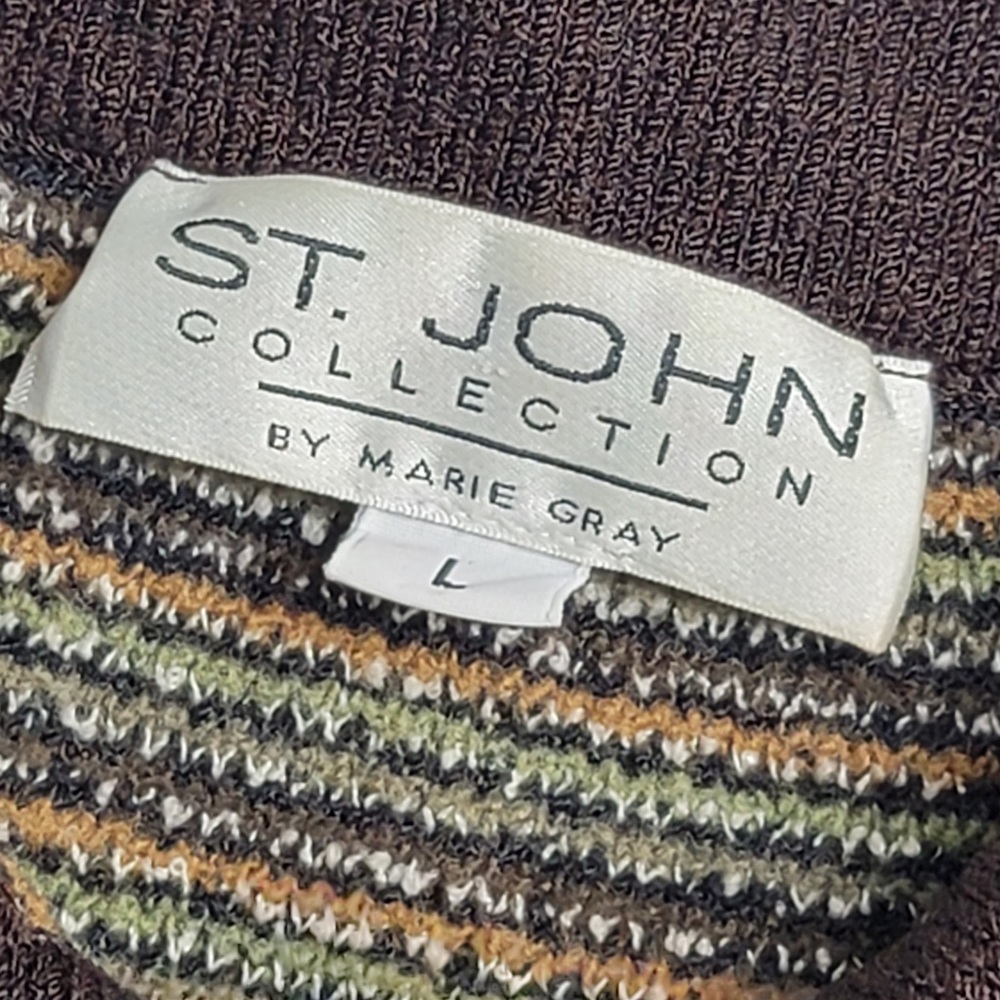 ST. JOHN
COLLECTION
BY MARIE GRAY
L